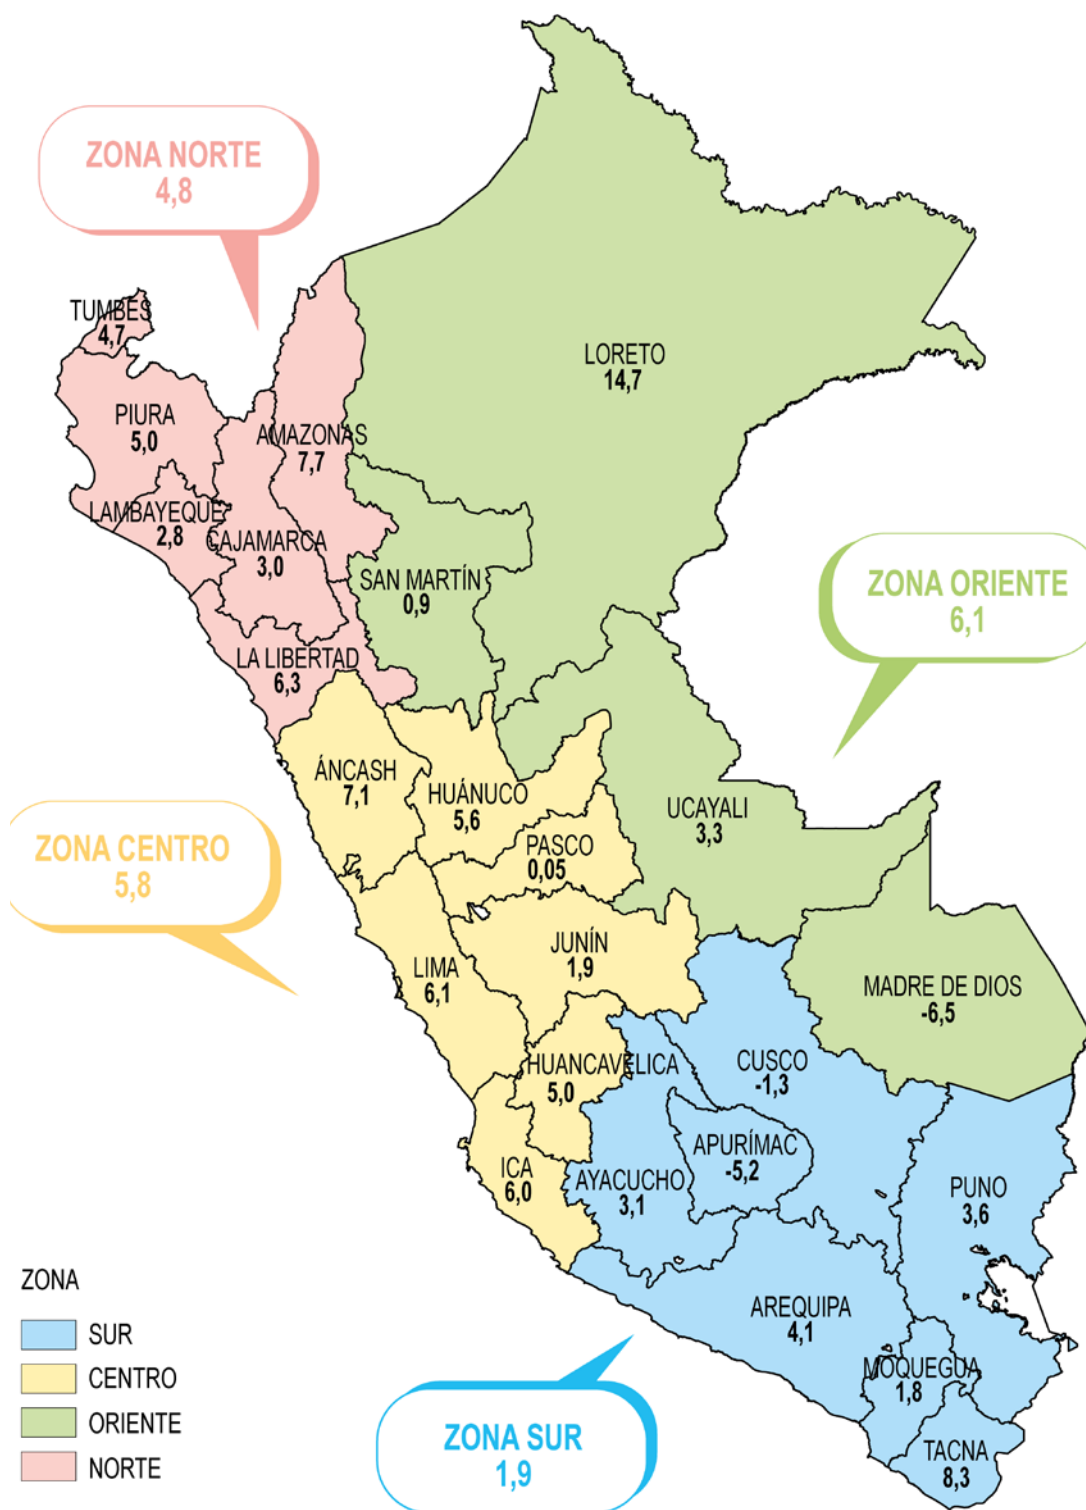 ZONA NORTE
4,8
TUMBES
4,7
LORETO
14,7
PIURA
5,0
AMAZONAS
7,7
LAMBAYEQUE
2,8
CAJAMARCA
3,0
SAN MARTÍN
0,9
ZONA ORIENTE
6,1
LA LIBERTAD
6,3
ÁNCASH
7,1
HUÁNUCO
5,6
UCAYALI
3,3
PASCO
0,05
ZONA CENTRO
5,8
JUNÍN
1,9
LIMA
6,1
MADRE DE DIOS
-6,5
HUANCAVELICA
5,0
CUSCO
-1,3
APURÍMAC
-5,2
ICA
6,0
AYACUCHO
3,1
PUNO
3,6
AREQUIPA
4,1
MOQUEGUA
1,8
TACNA
8,3
ZONA SUR
1,9
ZONA
SUR
CENTRO
ORIENTE
NORTE